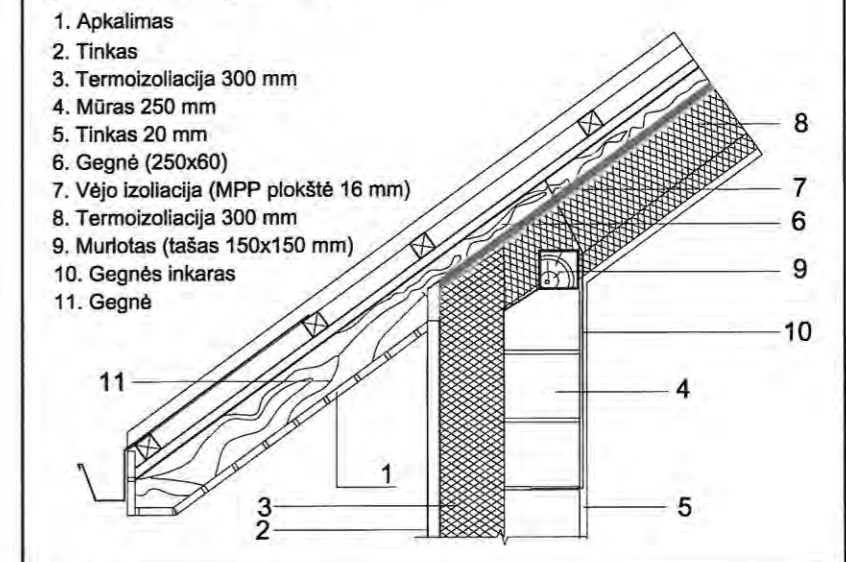 1. Apkalimas
2. Tinkas
3. Termoizoliacija 300 mm
4. Mūras 250 mm
5. Tinkas 20 mm
6. Gegnė (250x60)
7. Vėjo izoliacija (MPP plokštė 16 mm)
8. Termoizoliacija 300 mm
9. Murlotas (tašas 150x150 mm)
10. Gegnės inkaras
11. Gegnė
8
7
6
9
10
11
4
1
3
5
2